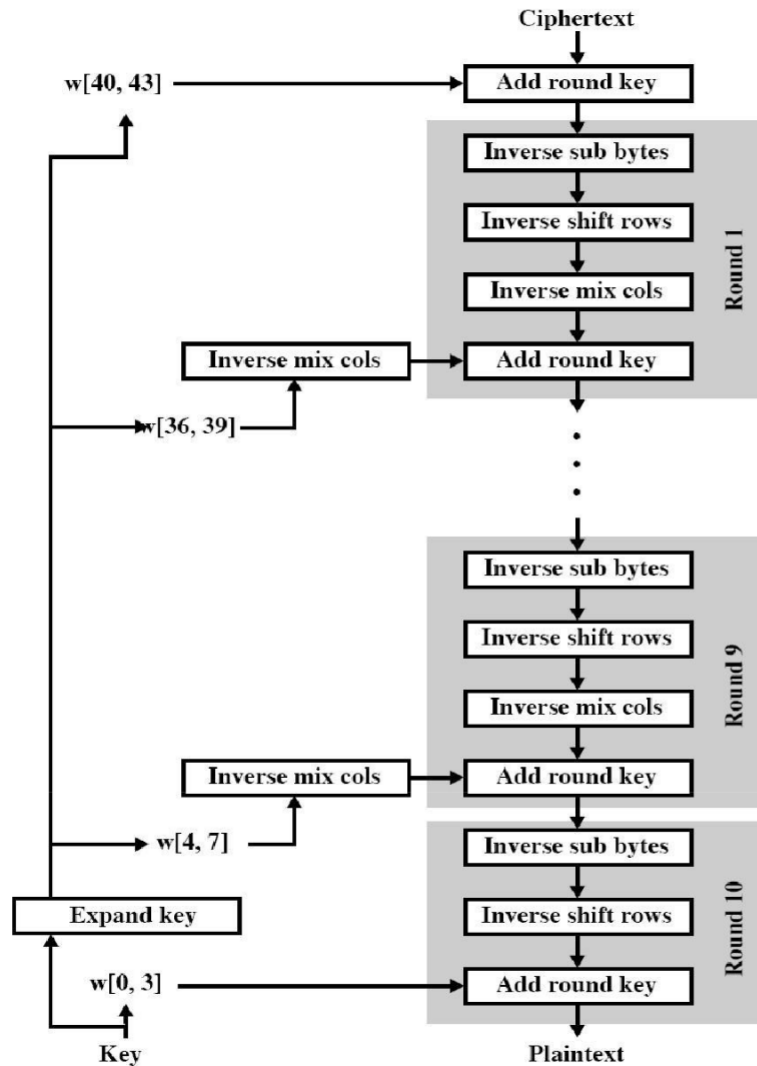 Ciphertext
w[40, 43]
Add round key
Inverse sub bytes
Inverse shift rows
Inverse mix cols
Add round key
Round 1
Inverse mix cols
w[36, 39]
Inverse sub bytes
Inverse shift rows
Inverse mix cols
Add round key
Round 9
Inverse mix cols
w[4, 7]
Inverse sub bytes
Inverse shift rows
Add round key
Round 10
Expand key
w[0, 3]
Key
Plaintext